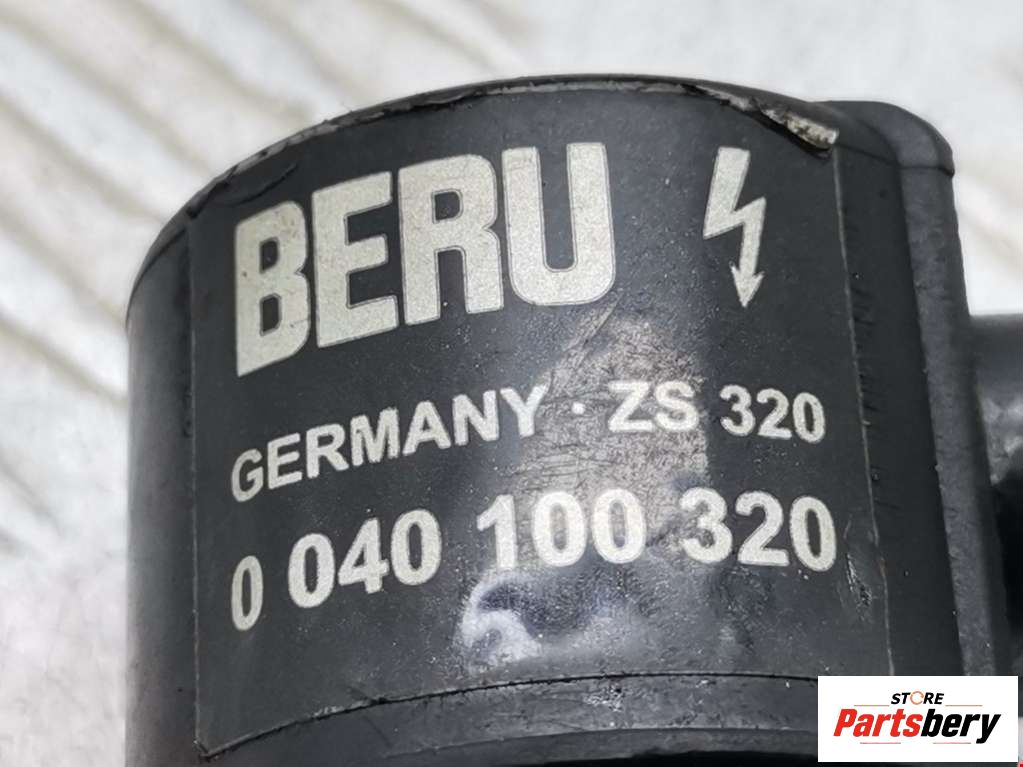 BERU
GERMANY · ZS 320
0 040 100 320
STORE
Partsbery